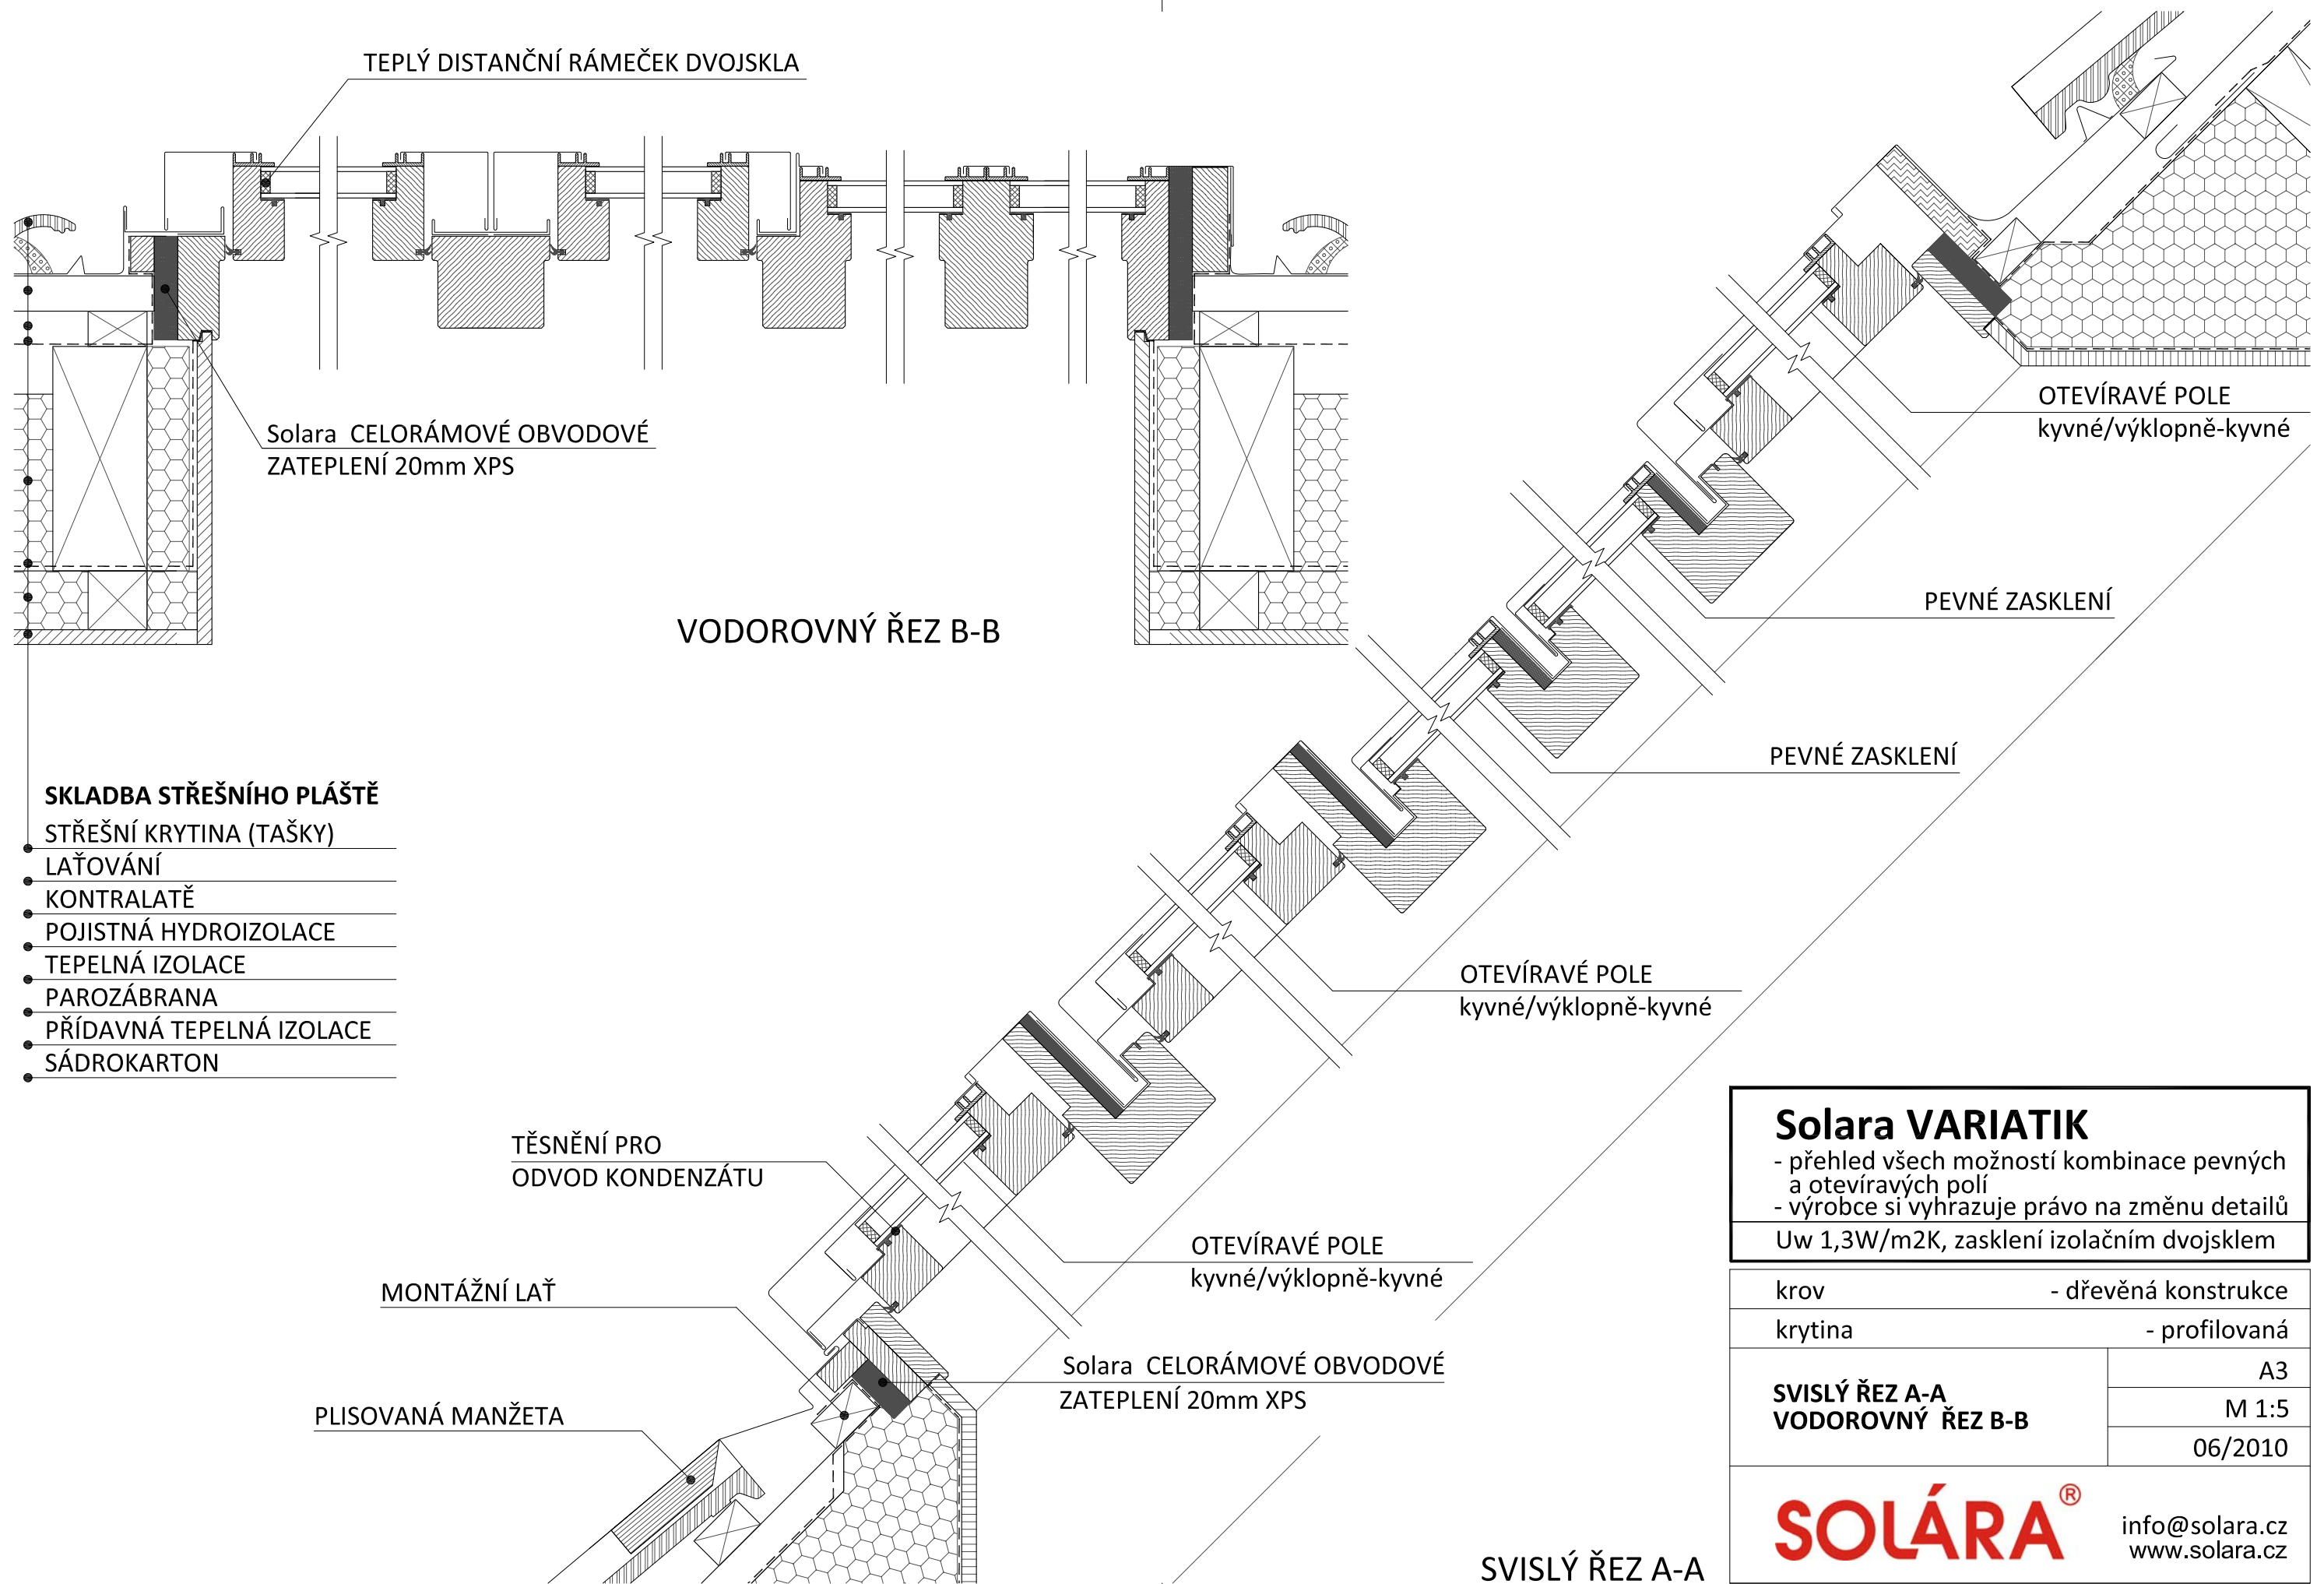 TEPLÝ DISTANČNÍ RÁMEČEK DVOJSKLA
Solara CELORÁMOVÉ OBVODOVÉ
ZATEPLENÍ 20mm XPS
VODOROVNÝ ŘEZ B-B
OTEVÍRAVÉ POLE
kyvné/výklopně-kyvné
PEVNÉ ZASKLENÍ
PEVNÉ ZASKLENÍ
SKLADBA STŘEŠNÍHO PLÁŠTĚ
STŘEŠNÍ KRYTINA (TAŠKY)
LAŤOVÁNÍ
KONTRALATĚ
POJISTNÁ HYDROIZOLACE
TEPELNÁ IZOLACE
PAROZÁBRANA
PŘÍDAVNÁ TEPELNÁ IZOLACE
SÁDROKARTON
OTEVÍRAVÉ POLE
kyvné/výklopně-kyvné
TĚSNĚNÍ PRO
ODVOD KONDENZÁTU
OTEVÍRAVÉ POLE
kyvné/výklopně-kyvné
MONTÁŽNÍ LAŤ
Solara CELORÁMOVÉ OBVODOVÉ
ZATEPLENÍ 20mm XPS
PLISOVANÁ MANŽETA
SVISLÝ ŘEZ A-A
Solara VARIATIK
- přehled všech možností kombinace pevných
a otevíravých polí
- výrobce si vyhrazuje právo na změnu detailů
Uw 1,3W/m2K, zasklení izolačním dvojsklem
krov - dřevěná konstrukce
krytina - profilovaná
SVISLÝ ŘEZ A-A
VODOROVNÝ ŘEZ B-B
A3
M 1:5
06/2010
SOLÁRA®
info@solara.cz
www.solara.cz